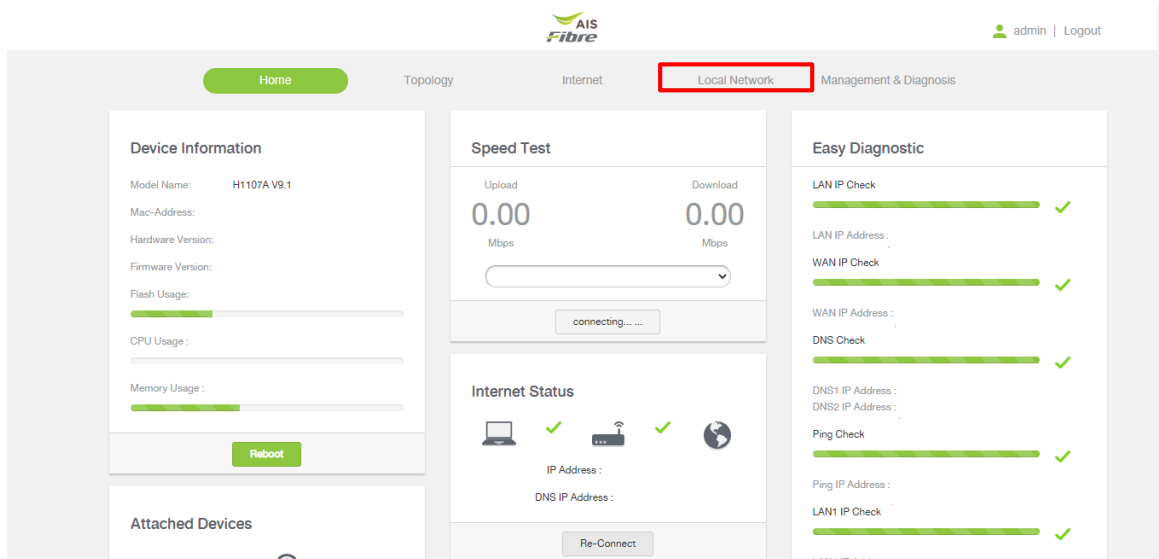 AIS
Fibre
admin | Logout
Home Topology Internet Local Network Management & Diagnosis
Device Information
Model Name: H1107A V9.1
Mac-Address:
Hardware Version:
Firmware Version:
Flash Usage:
CPU Usage :
Memory Usage :
Reboot
Attached Devices
Speed Test
Upload Download
0.00 0.00
Mbps Mbps
connecting... ...
Internet Status
IP Address :
DNS IP Address :
Re-Connect
Easy Diagnostic
LAN IP Check
LAN IP Address :
WAN IP Check
WAN IP Address :
DNS Check
DNS1 IP Address :
DNS2 IP Address :
Ping Check
Ping IP Address :
LAN1 IP Check